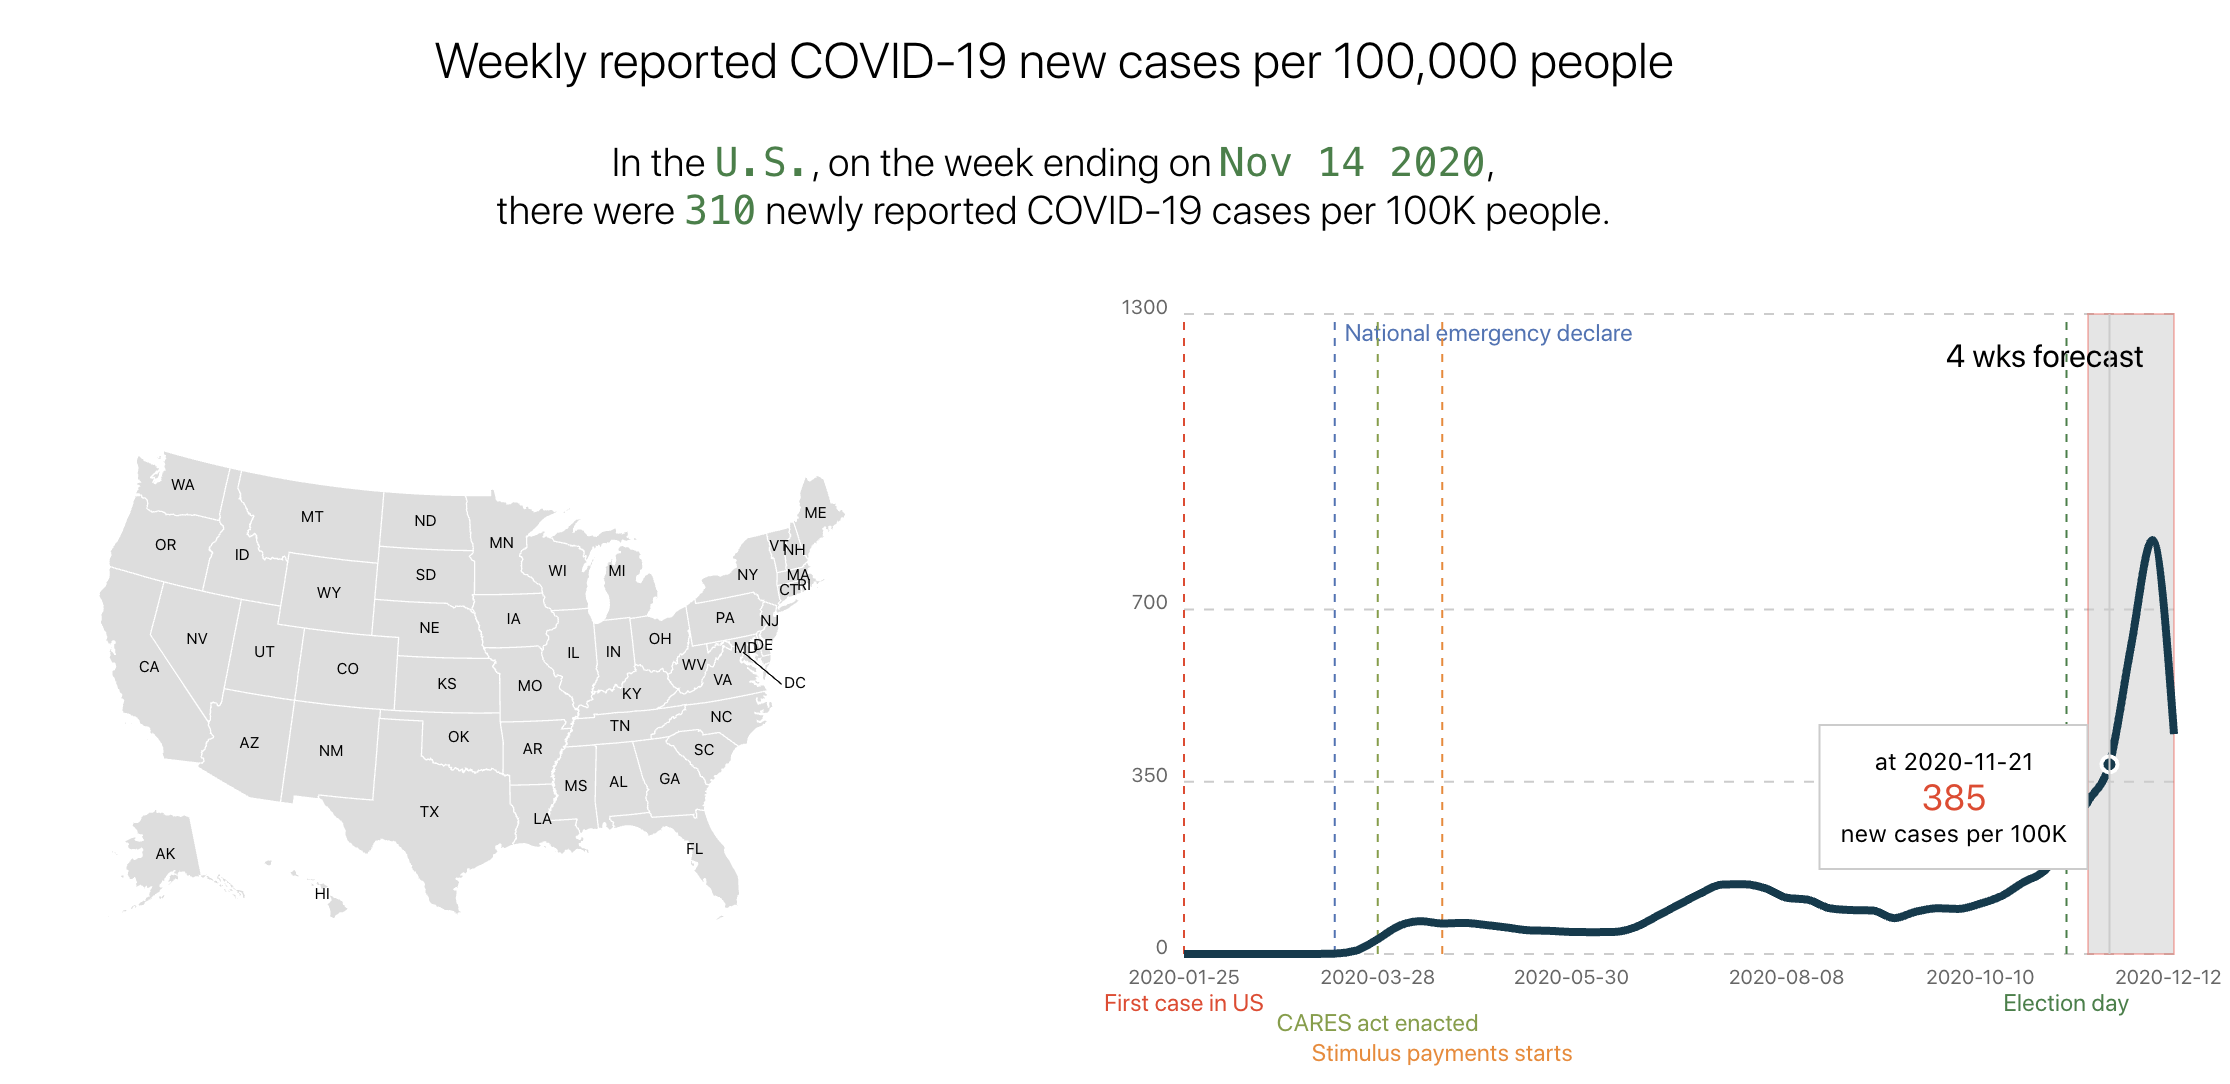 Weekly reported COVID-19 new cases per 100,000 people
In the U.S., on the week ending on Nov 14 2020,
there were 310 newly reported COVID-19 cases per 100K people.
WA
MT
ND
MN
ME
OR
ID
SD
WI
MI
VT
NH
WY
NY
MA
CT
RI
IA
NE
PA
NJ
NV
UT
CO
IL
IN
OH
MD
DE
CA
KS
MO
WV
VA
DC
KY
AZ
NM
OK
AR
TN
NC
SC
TX
MS
AL
GA
LA
AK
HI
FL
1300
National emergency declare
4 wks forecast
700
350
at 2020-11-21
385
new cases per 100K
0
2020-01-25
2020-03-28
2020-05-30
2020-08-08
2020-10-10
2020-12-12
First case in US
Election day
CARES act enacted
Stimulus payments starts